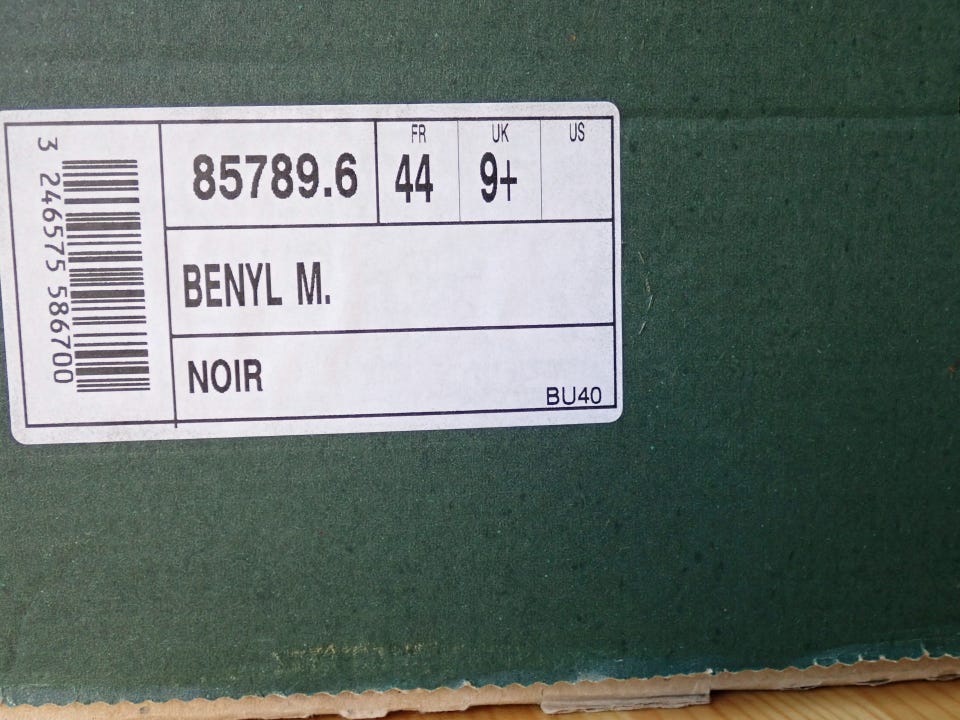 3 246575 586700
85789.6
FR UK US
44 9+
BENYL M.
NOIR
BU40